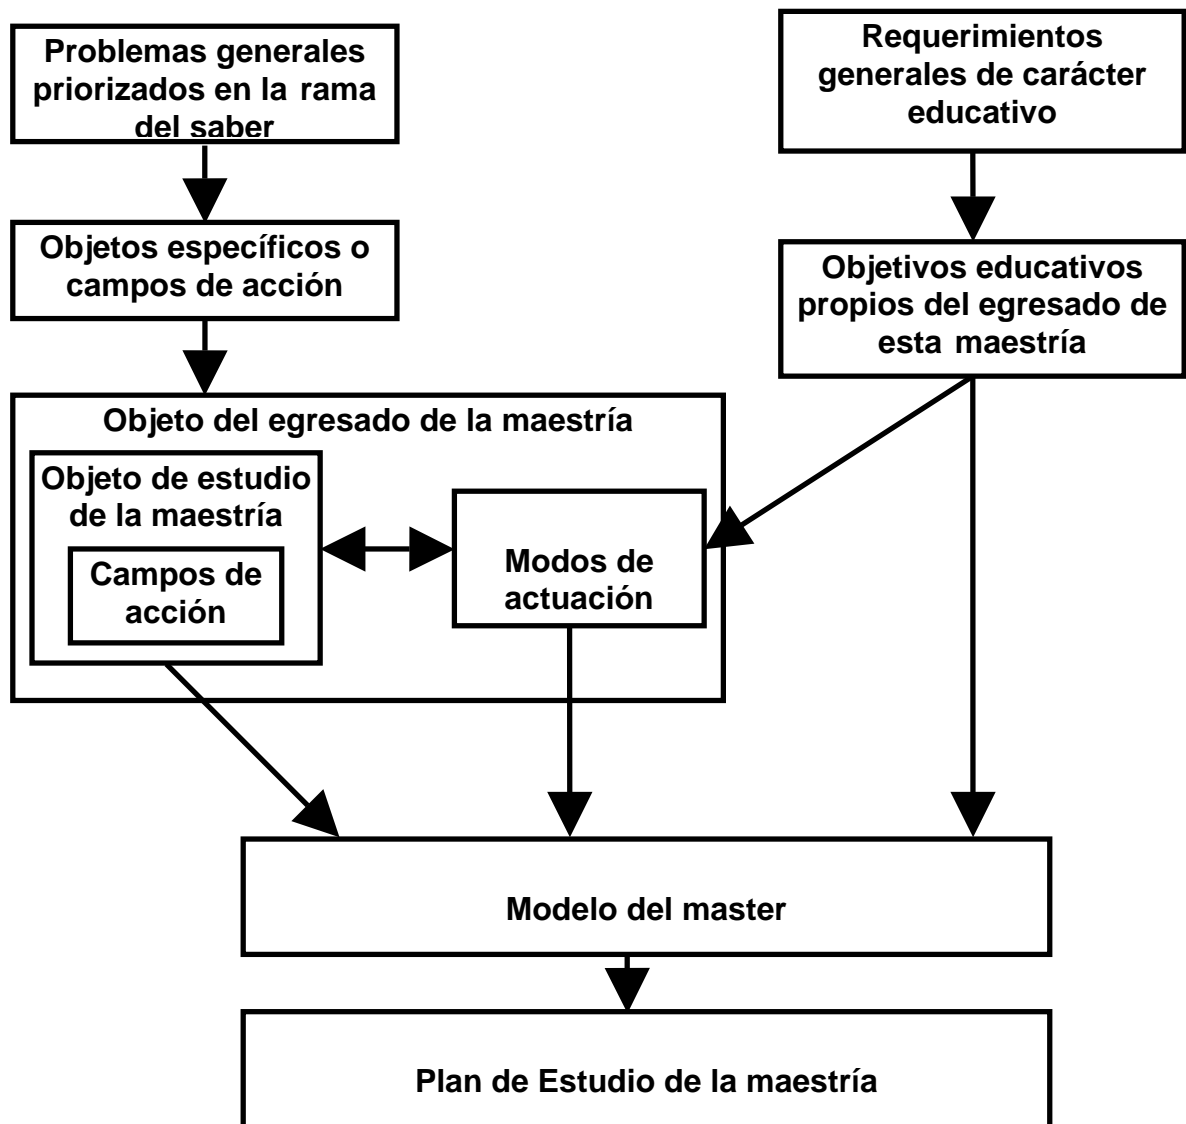 Problemas generales
priorizados en la rama
del saber
Requerimientos
generales de carácter
educativo
Objetos específicos o
campos de acción
Objetivos educativos
propios del egresado de
esta maestría
Objeto del egresado de la maestría
Objeto de estudio
de la maestría
Campos de
acción
Modos de
actuación
Modelo del master
Plan de Estudio de la maestría